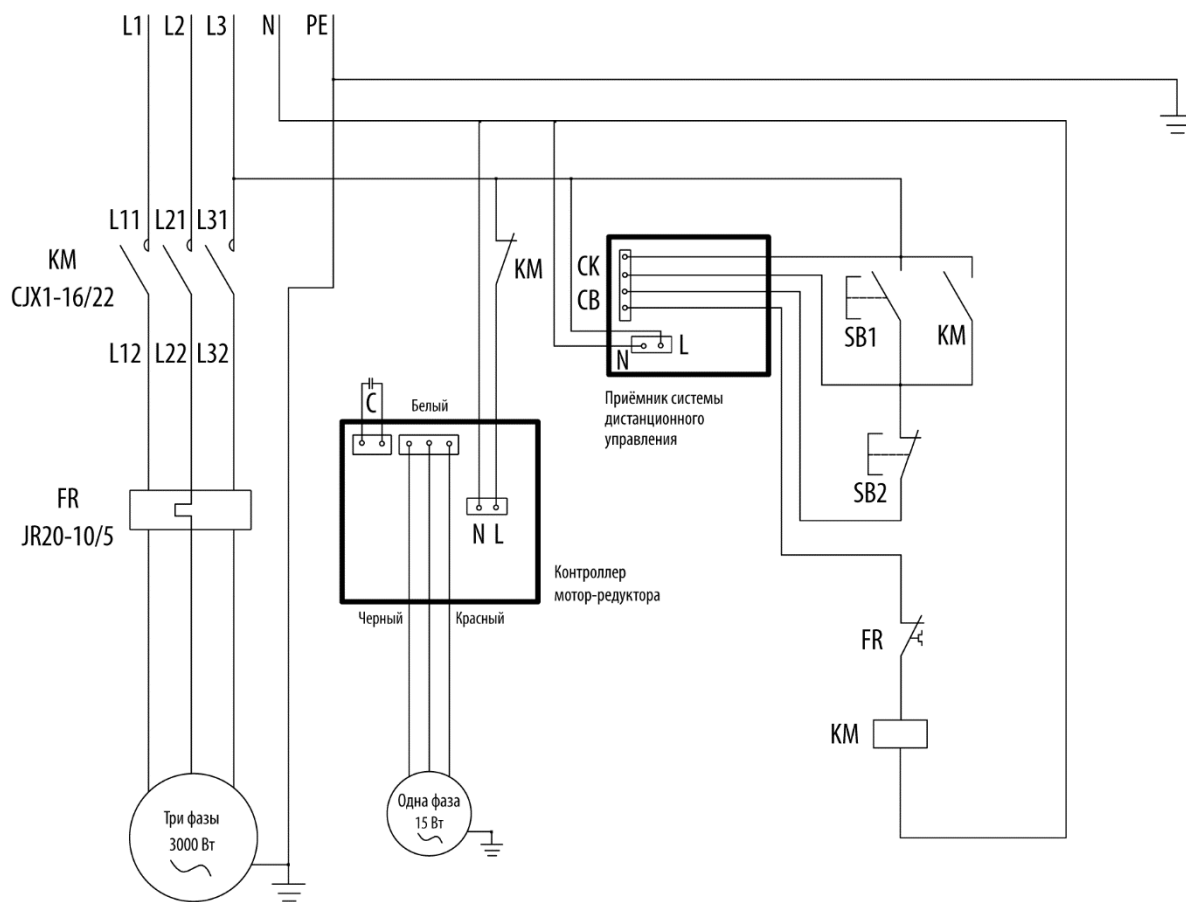 L1 L2 L3 N PE
L11 L21 L31
KM
CJX1-16/22
L12 L22 L32
FR
JR20-10/5
Три фазы
3000 Вт
C
Белый
N L
Контроллер
мотор-редуктора
Черный
Красный
Одна фаза
15 Вт
KM
СК
СВ
N
L
Приёмник системы
дистанционного
управления
SB1
KM
SB2
FR
KM